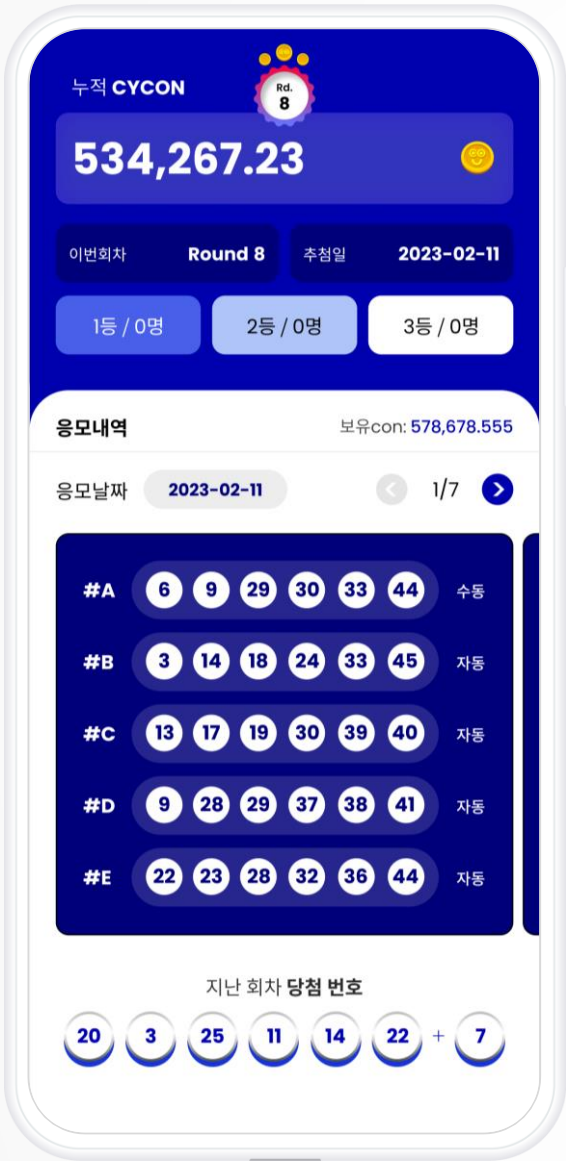 누적 CYCON
Rd.
8
534,267.23
이번회차 Round 8 추첨일 2023-02-11
1등 / 0명 2등 / 0명 3등 / 0명
응모내역 보유con: 578,678.555
응모날짜 2023-02-11 1/7
#A 6 9 29 30 33 44 수동
#B 3 14 18 24 33 45 자동
#C 13 17 19 30 39 40 자동
#D 9 28 29 37 38 41 자동
#E 22 23 28 32 36 44 자동
지난 회차 당첨 번호
20 3 25 11 14 22 + 7